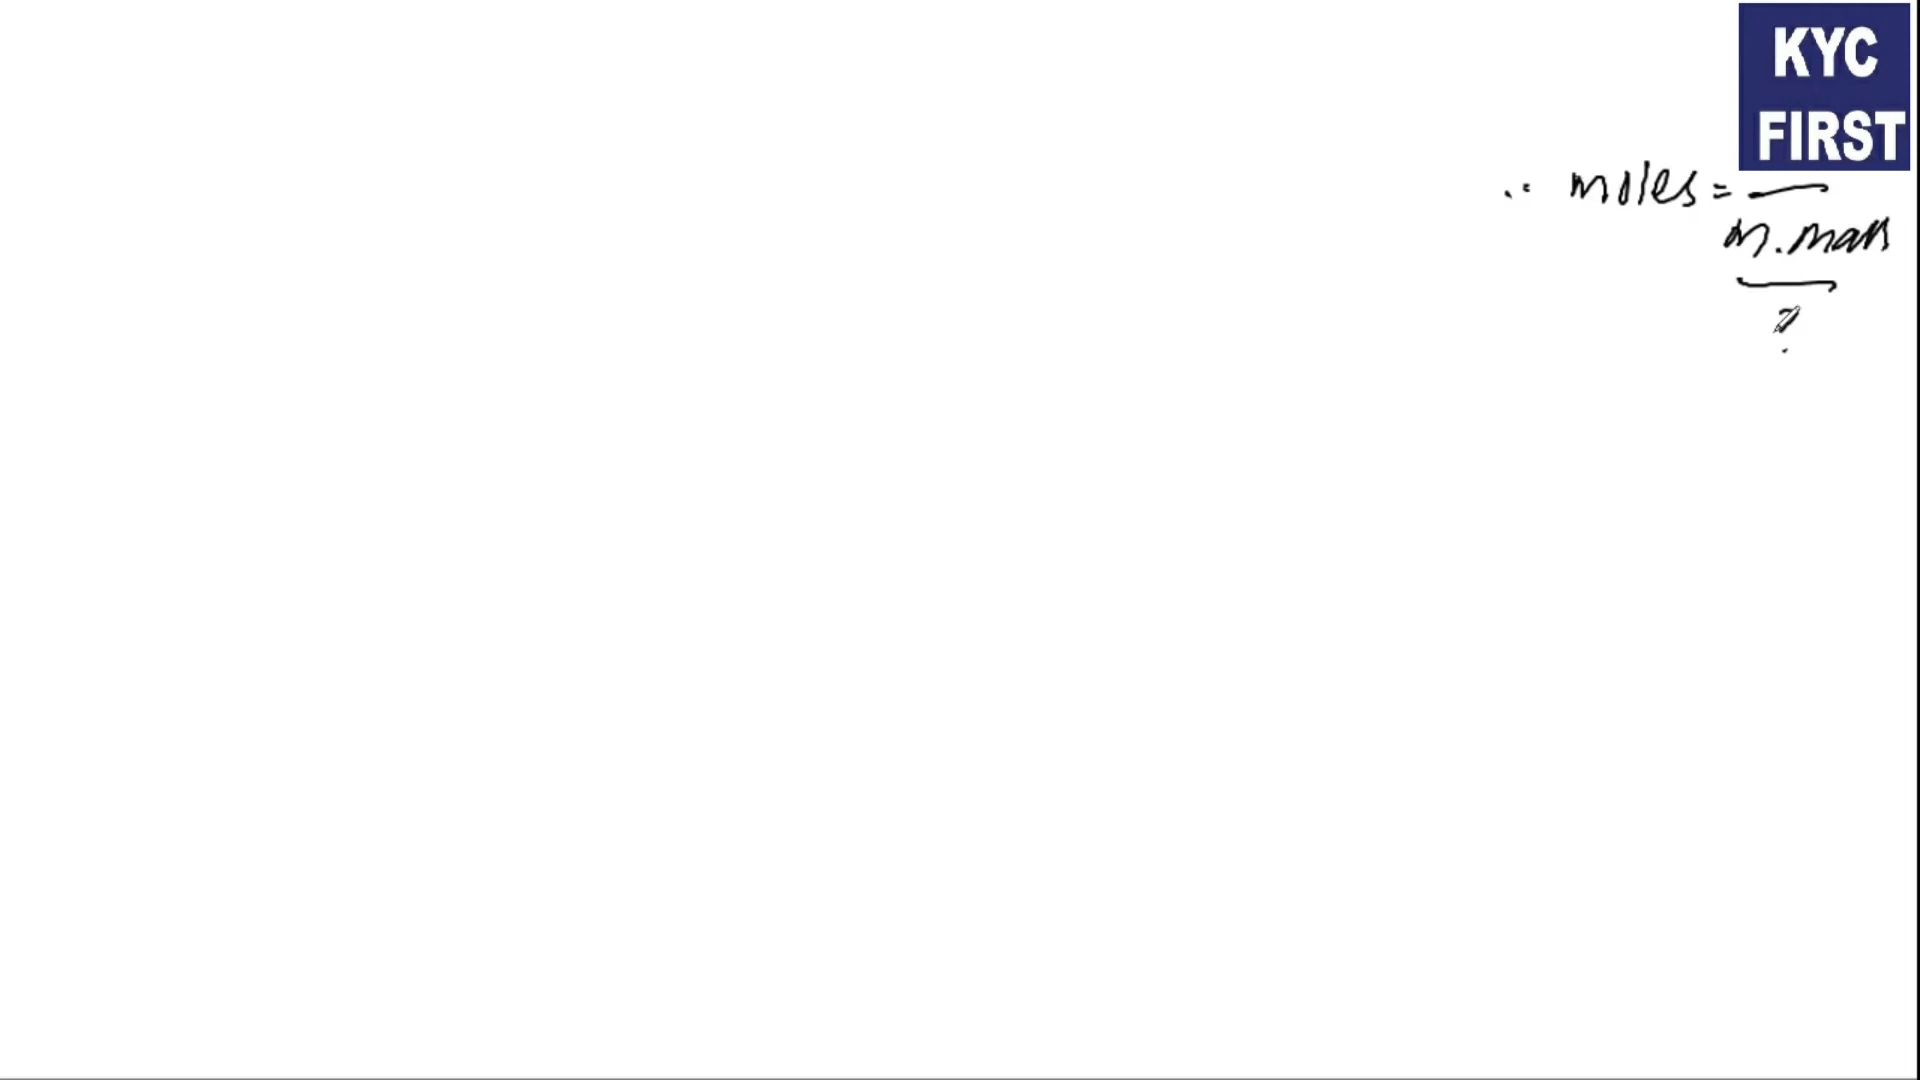 KYC
FIRST
∴ moles = —
m. mass
?